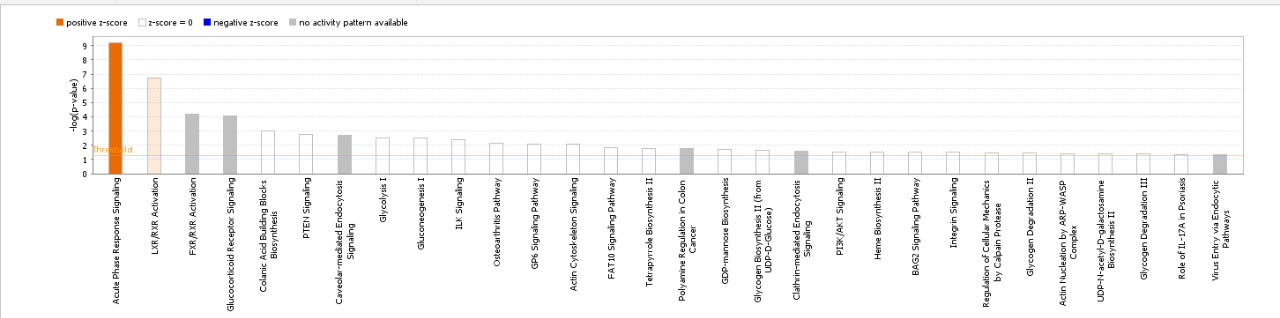 positive z-score
z-score = 0
negative z-score
no activity pattern available
-log(p-value)
9
8
7
6
5
4
3
2
1
0
Threshold
Acute Phase Response Signaling
LXR/RXR Activation
FXR/RXR Activation
Glucocorticoid Receptor Signaling
Colanic Acid Building Blocks
Biosynthesis
PTEN Signaling
Caveolar-mediated Endocytosis
Signaling
Glycolysis I
Gluconeogenesis I
ILK Signaling
Osteoarthritis Pathway
GP6 Signaling Pathway
Actin Cytoskeleton Signaling
FAT10 Signaling Pathway
Tetrapyrrole Biosynthesis II
Polyamine Regulation in Colon
Cancer
GDP-mannose Biosynthesis
Glycogen Biosynthesis II (from
UDP-D-Glucose)
Clathrin-mediated Endocytosis
Signaling
PI3K/AKT Signaling
Heme Biosynthesis II
BAG2 Signaling Pathway
Integrin Signaling
Regulation of Cellular Mechanics
by Calpain Protease
Glycogen Degradation II
Actin Nucleation by ARP-WASP
Complex
UDP-N-acetyl-D-galactosamine
Biosynthesis II
Glycogen Degradation III
Role of IL-17A in Psoriasis
Virus Entry via Endocytic
Pathways